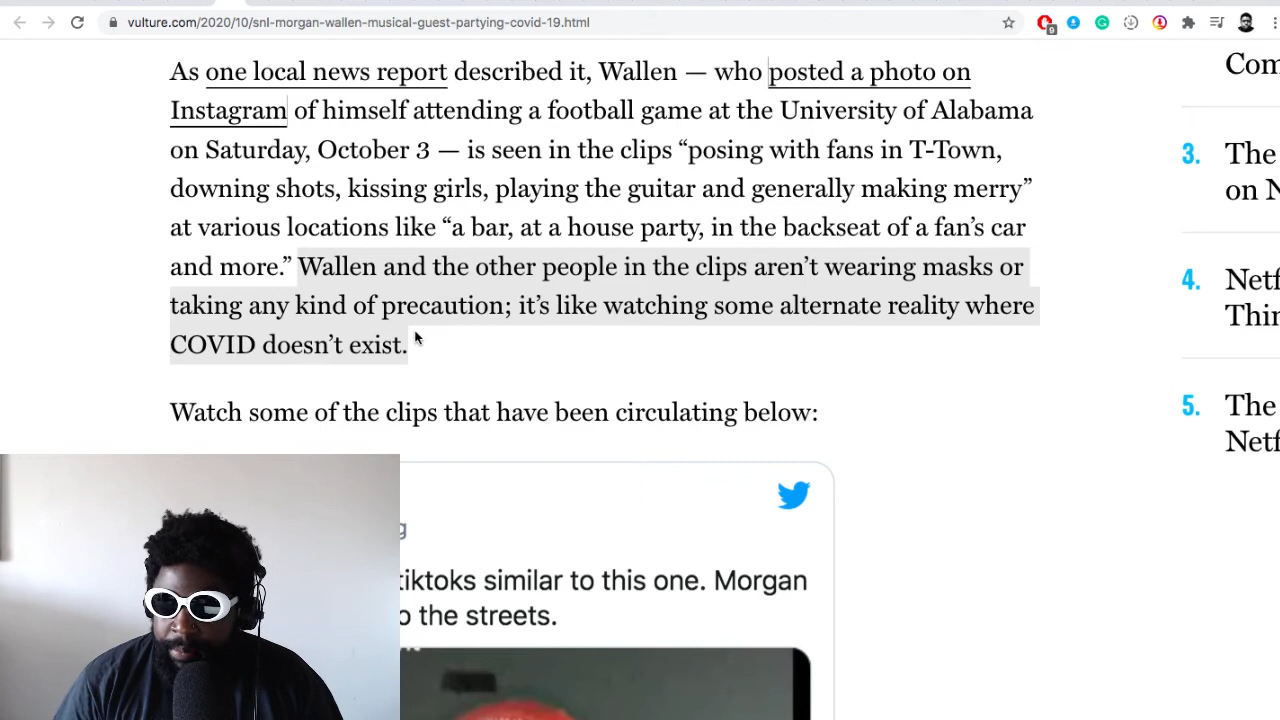 vulture.com/2020/10/snl-morgan-wallen-musical-guest-partying-covid-19.html
9
As one local news report described it, Wallen — who posted a photo on
Instagram of himself attending a football game at the University of Alabama
on Saturday, October 3 — is seen in the clips “posing with fans in T-Town,
downing shots, kissing girls, playing the guitar and generally making merry”
at various locations like “a bar, at a house party, in the backseat of a fan’s car
and more.” Wallen and the other people in the clips aren’t wearing masks or
taking any kind of precaution; it’s like watching some alternate reality where
COVID doesn’t exist.
Watch some of the clips that have been circulating below:
tiktoks similar to this one. Morgan
the streets.
Com
3. The
on N
4. Netf
Thin
5. The
Netf